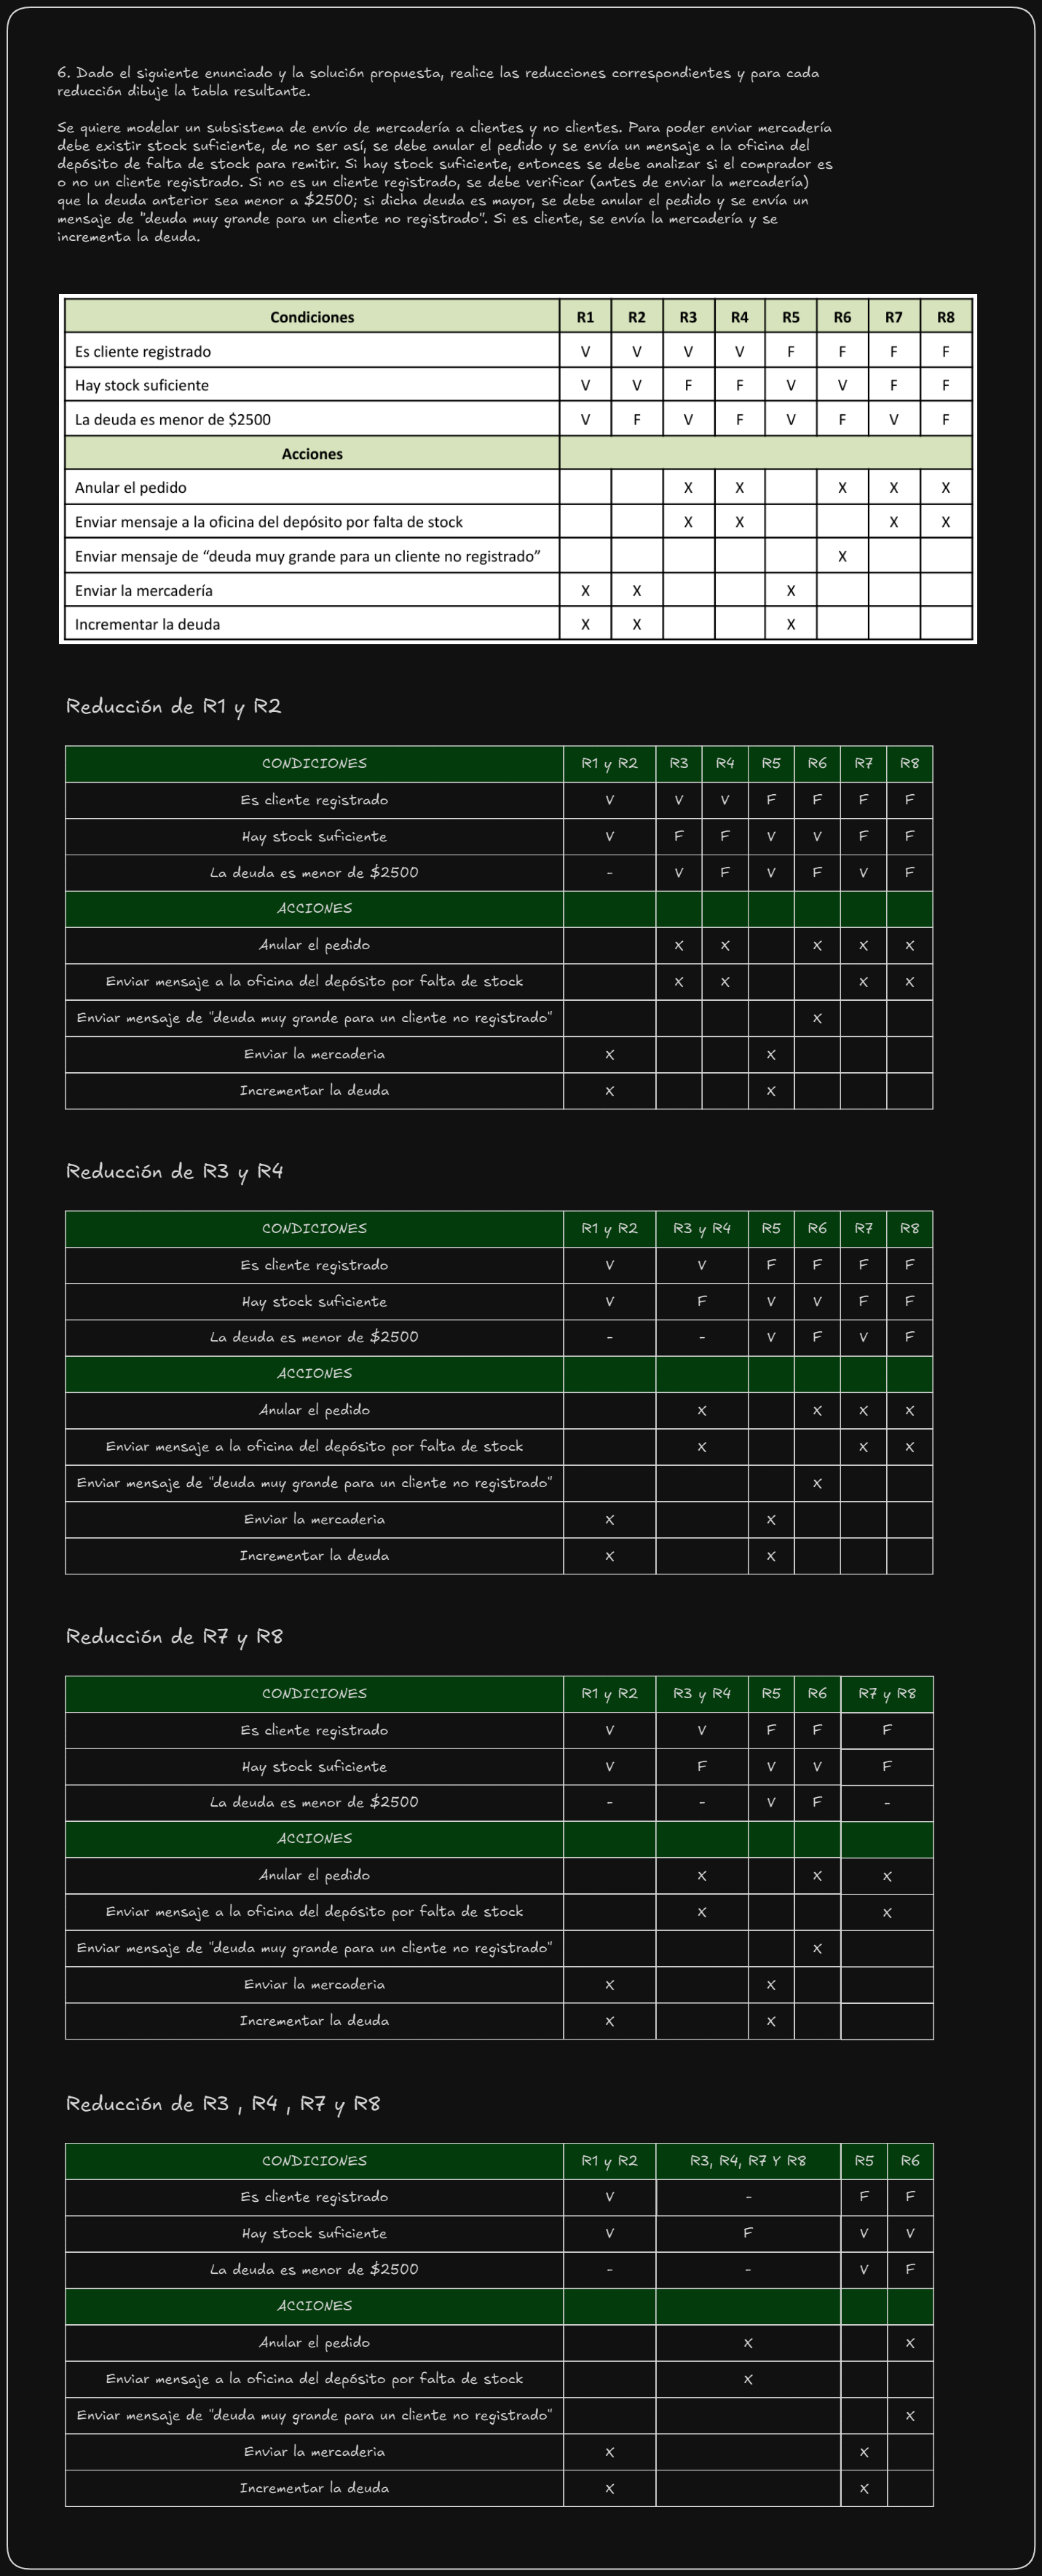 6. Dado el siguiente enunciado y la solución propuesta, realice las reducciones correspondientes y para cada
reducción dibuje la tabla resultante.
Se quiere modelar un subsistema de envío de mercadería a clientes y no clientes. Para poder enviar mercadería
debe existir stock suficiente, de no ser así, se debe anular el pedido y se envía un mensaje a la oficina del
depósito de falta de stock para remitir. Si hay stock suficiente, entonces se debe analizar si el comprador es
o no un cliente registrado. Si no es un cliente registrado, se debe verificar (antes de enviar la mercadería)
que la deuda anterior sea menor a $2500; si dicha deuda es mayor, se debe anular el pedido y se envía un
mensaje de "deuda muy grande para un cliente no registrado". Si es cliente, se envía la mercadería y se
incrementa la deuda.
Condiciones R1 R2 R3 R4 R5 R6 R7 R8
Es cliente registrado V V V V F F F F
Hay stock suficiente V V F F V V F F
La deuda es menor de $2500 V F V F V F V F
Acciones
Anular el pedido X X X X X
Enviar mensaje a la oficina del depósito por falta de stock X X X X
Enviar mensaje de “deuda muy grande para un cliente no registrado” X
Enviar la mercadería X X X
Incrementar la deuda X X X
Reducción de R1 y R2
CONDICIONES R1 y R2 R3 R4 R5 R6 R7 R8
Es cliente registrado V V V F F F F
Hay stock suficiente V F F V V F F
La deuda es menor de $2500 - V F V F V F
ACCIONES
Anular el pedido X X X X X
Enviar mensaje a la oficina del depósito por falta de stock X X X X
Enviar mensaje de "deuda muy grande para un cliente no registrado" X
Enviar la mercaderia X X
Incrementar la deuda X X
Reducción de R3 y R4
CONDICIONES R1 y R2 R3 y R4 R5 R6 R7 R8
Es cliente registrado V V F F F F
Hay stock suficiente V F V V F F
La deuda es menor de $2500 - - V F V F
ACCIONES
Anular el pedido X X X X
Enviar mensaje a la oficina del depósito por falta de stock X X X
Enviar mensaje de "deuda muy grande para un cliente no registrado" X
Enviar la mercaderia X X
Incrementar la deuda X X
Reducción de R7 y R8
CONDICIONES R1 y R2 R3 y R4 R5 R6 R7 y R8
Es cliente registrado V V F F F
Hay stock suficiente V F V V F
La deuda es menor de $2500 - - V F -
ACCIONES
Anular el pedido X X X
Enviar mensaje a la oficina del depósito por falta de stock X X
Enviar mensaje de "deuda muy grande para un cliente no registrado" X
Enviar la mercaderia X X
Incrementar la deuda X X
Reducción de R3 , R4 , R7 y R8
CONDICIONES R1 y R2 R3, R4, R7 Y R8 R5 R6
Es cliente registrado V - F F
Hay stock suficiente V F V V
La deuda es menor de $2500 - - V F
ACCIONES
Anular el pedido X X
Enviar mensaje a la oficina del depósito por falta de stock X
Enviar mensaje de "deuda muy grande para un cliente no registrado" X
Enviar la mercaderia X X
Incrementar la deuda X X